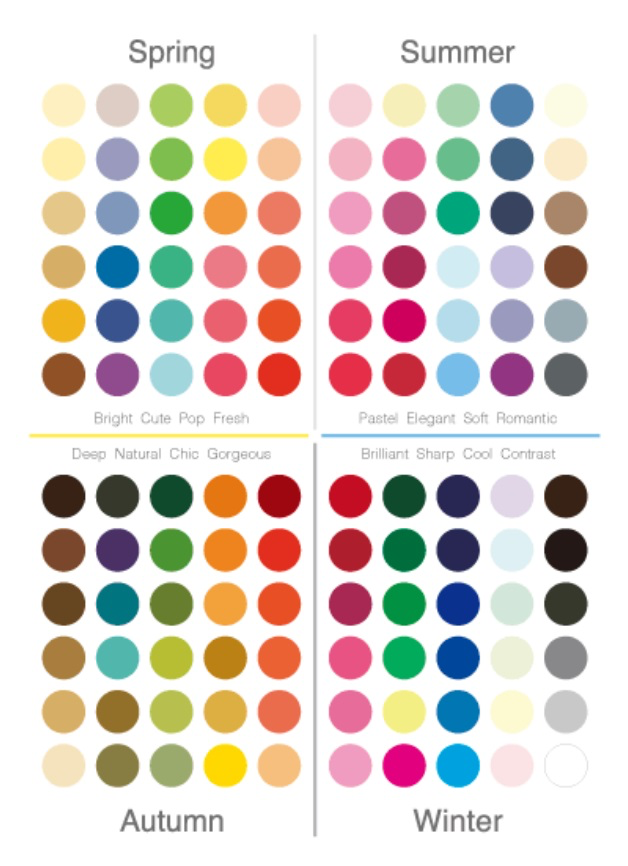 Spring
Summer
Bright Cute Pop Fresh
Pastel Elegant Soft Romantic
Deep Natural Chic Gorgeous
Brilliant Sharp Cool Contrast
Autumn
Winter